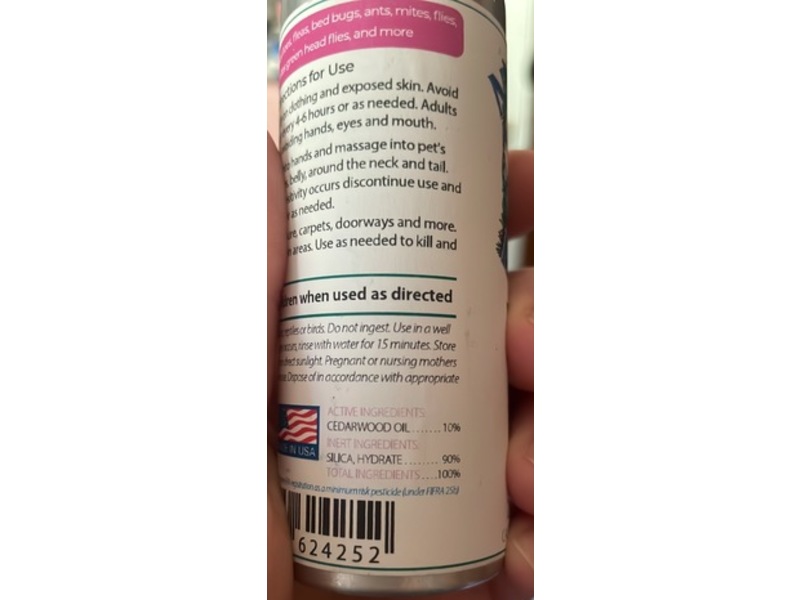 fleas, bed bugs, ants, mites, flies,
green head flies, and more
for Use
clothing and exposed skin. Avoid
4-6 hours or as needed. Adults
hands, eyes and mouth.
hands and massage into pet's
belly, around the neck and tail.
occurs discontinue use and
as needed.
carpets, doorways and more.
areas. Use as needed to kill and
when used as directed
reptiles or birds. Do not ingest. Use in a well
occurs, rinse with water for 15 minutes. Store
sunlight. Pregnant or nursing mothers
Dispose of in accordance with appropriate
ACTIVE INGREDIENTS:
CEDARWOOD OIL.......10%
INERT INGREDIENTS:
SILICA, HYDRATE........90%
TOTAL INGREDIENTS....100%
IN USA
as a minimum risk pesticide (under FIFRA 25b)
624252